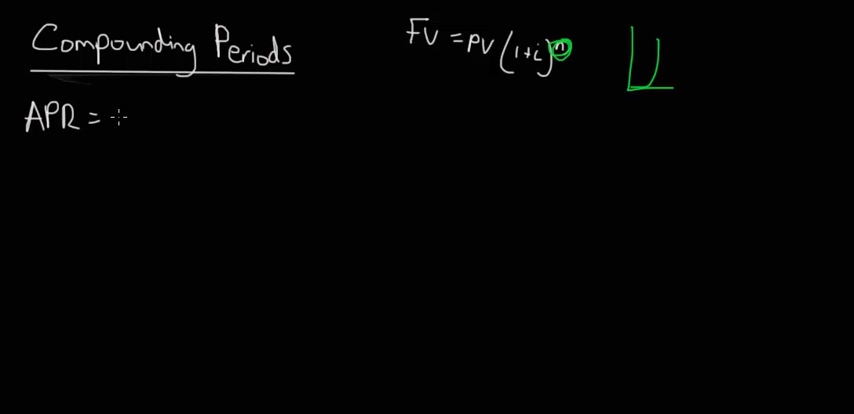 Compounding Periods
FV = PV (1+i)^n
APR =